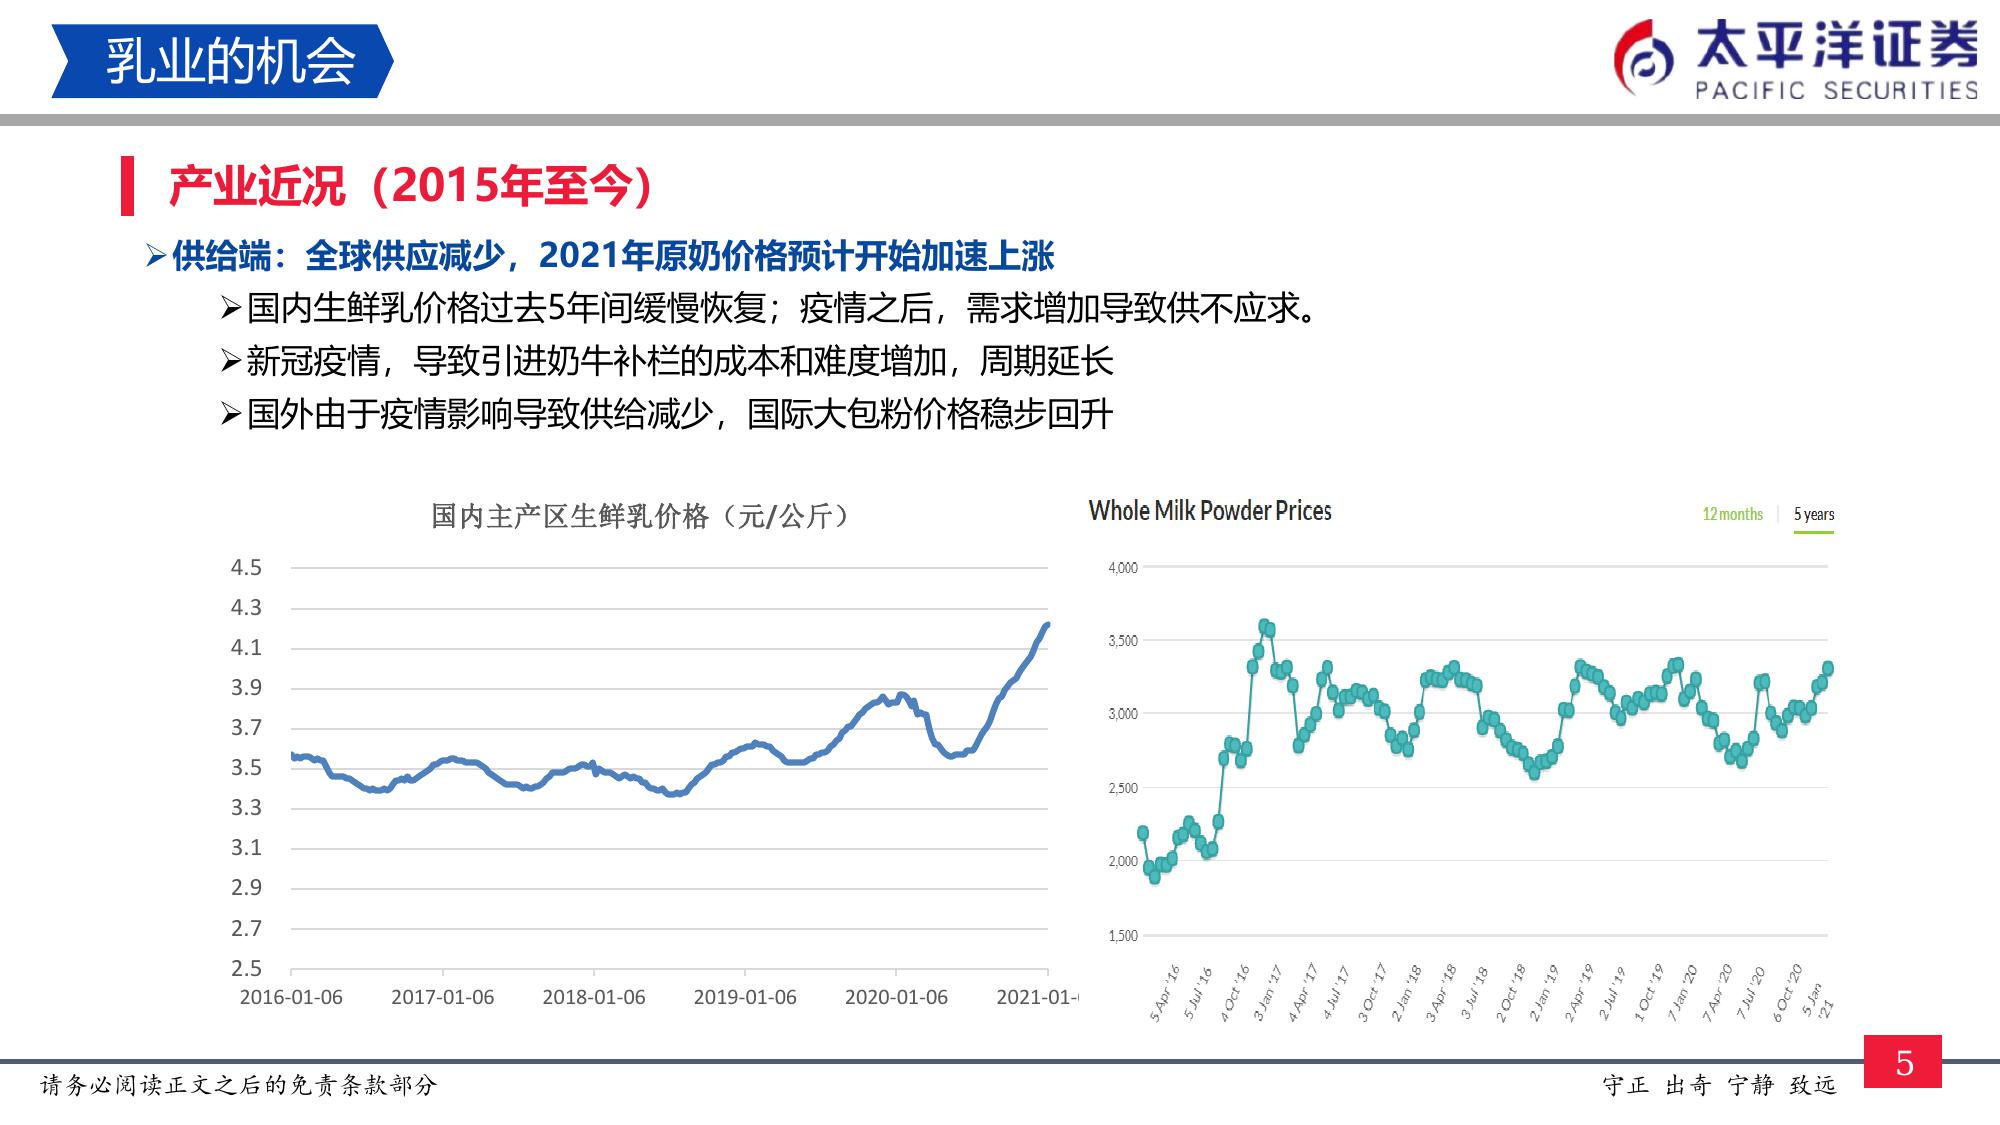 乳业的机会
太平洋证券
PACIFIC SECURITIES
产业近况（2015年至今）
供给端：全球供应减少，2021年原奶价格预计开始加速上涨
国内生鲜乳价格过去5年间缓慢恢复；疫情之后，需求增加导致供不应求。
新冠疫情，导致引进奶牛补栏的成本和难度增加，周期延长
国外由于疫情影响导致供给减少，国际大包粉价格稳步回升
国内主产区生鲜乳价格（元/公斤）
4.5
4.3
4.1
3.9
3.7
3.5
3.3
3.1
2.9
2.7
2.5
2016-01-06 2017-01-06 2018-01-06 2019-01-06 2020-01-06 2021-01-
Whole Milk Powder Prices
12 months | 5 years
4,000
3,500
3,000
2,500
2,000
1,500
5 Apr '16 5 Jul '16 4 Oct '16 3 Jan '17 4 Apr '17 4 Jul '17 3 Oct '17 2 Jan '18 3 Apr '18 3 Jul '18 2 Oct '18 2 Jan '19 2 Apr '19 2 Jul '19 1 Oct '19 7 Jan '20 7 Apr '20 7 Jul '20 6 Oct '20 5 Jan '21
请务必阅读正文之后的免责条款部分
守正 出奇 宁静 致远
5